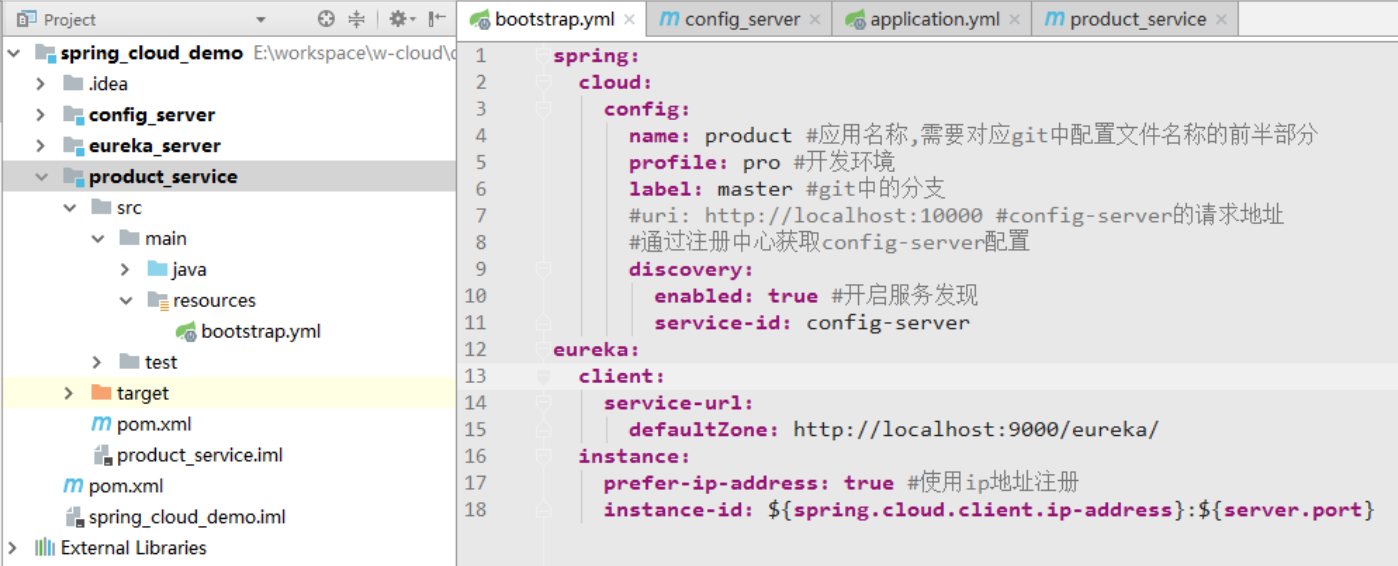 Project
spring_cloud_demo E:\workspace\w-cloud\
.idea
config_server
eureka_server
product_service
src
main
java
resources
bootstrap.yml
test
target
pom.xml
product_service.iml
pom.xml
spring_cloud_demo.iml
External Libraries
bootstrap.yml config_server application.yml product_service
1 spring:
2 cloud:
3 config:
4 name: product #应用名称,需要对应git中配置文件名称的前半部分
5 profile: pro #开发环境
6 label: master #git中的分支
7 #uri: http://localhost:10000 #config-server的请求地址
8 #通过注册中心获取config-server配置
9 discovery:
10 enabled: true #开启服务发现
11 service-id: config-server
12 eureka:
13 client:
14 service-url:
15 defaultZone: http://localhost:9000/eureka/
16 instance:
17 prefer-ip-address: true #使用ip地址注册
18 instance-id: ${spring.cloud.client.ip-address}:${server.port}